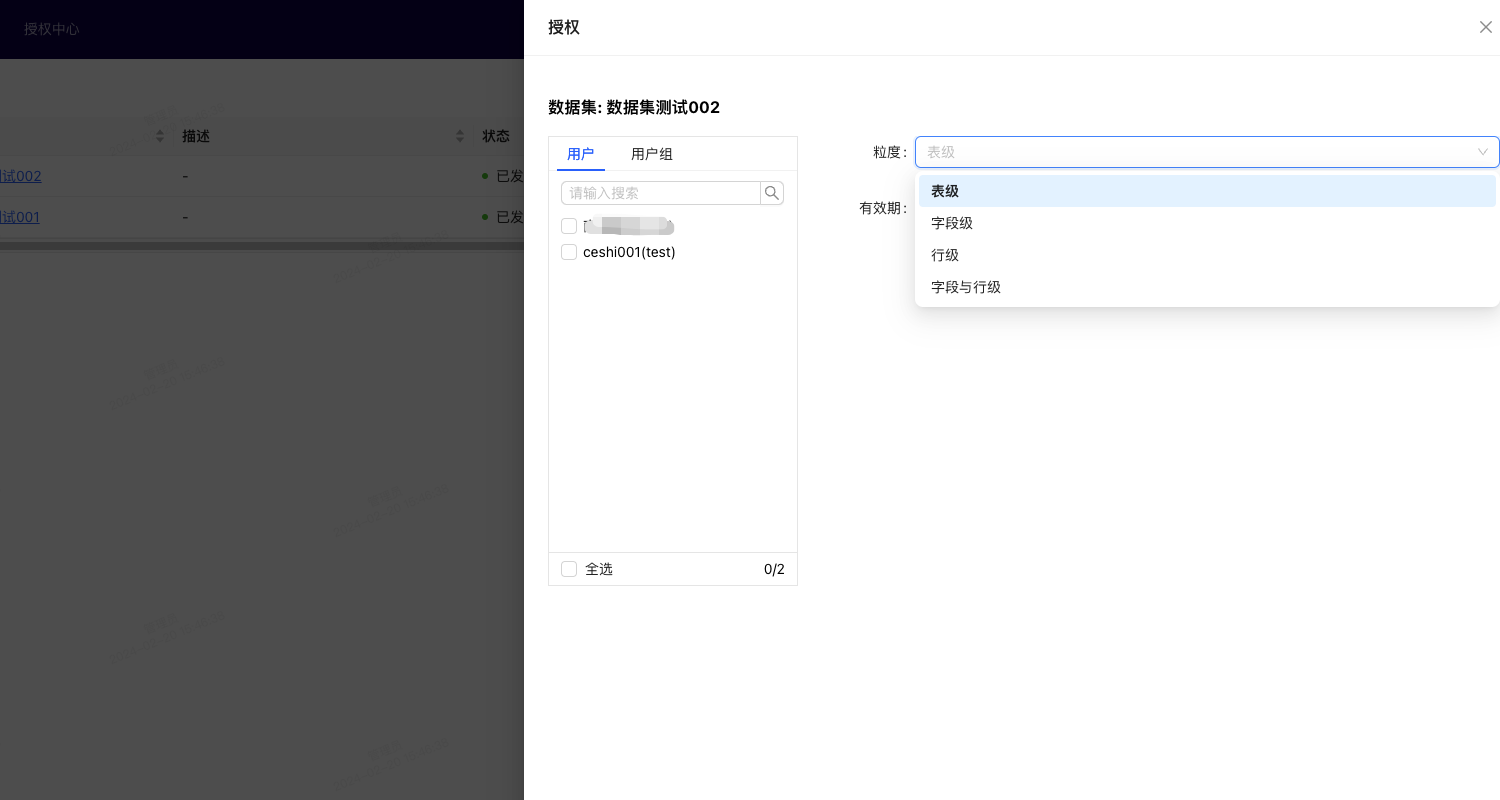 授权中心
授权
数据集: 数据集测试002
描述
状态
试002
-
已发
试001
-
已发
用户
用户组
请输入搜索
ceshi001(test)
全选
0/2
粒度:
表级
有效期:
表级
字段级
行级
字段与行级